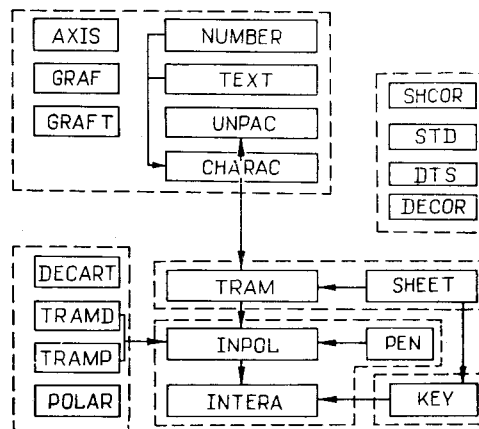 AXIS
GRAF
GRAFT
NUMBER
TEXT
UNPAC
CHARAC
SHCOR
STD
DTS
DECOR
DECART
TRAMD
TRAMP
POLAR
TRAM
SHEET
INPOL
PEN
INTERA
KEY